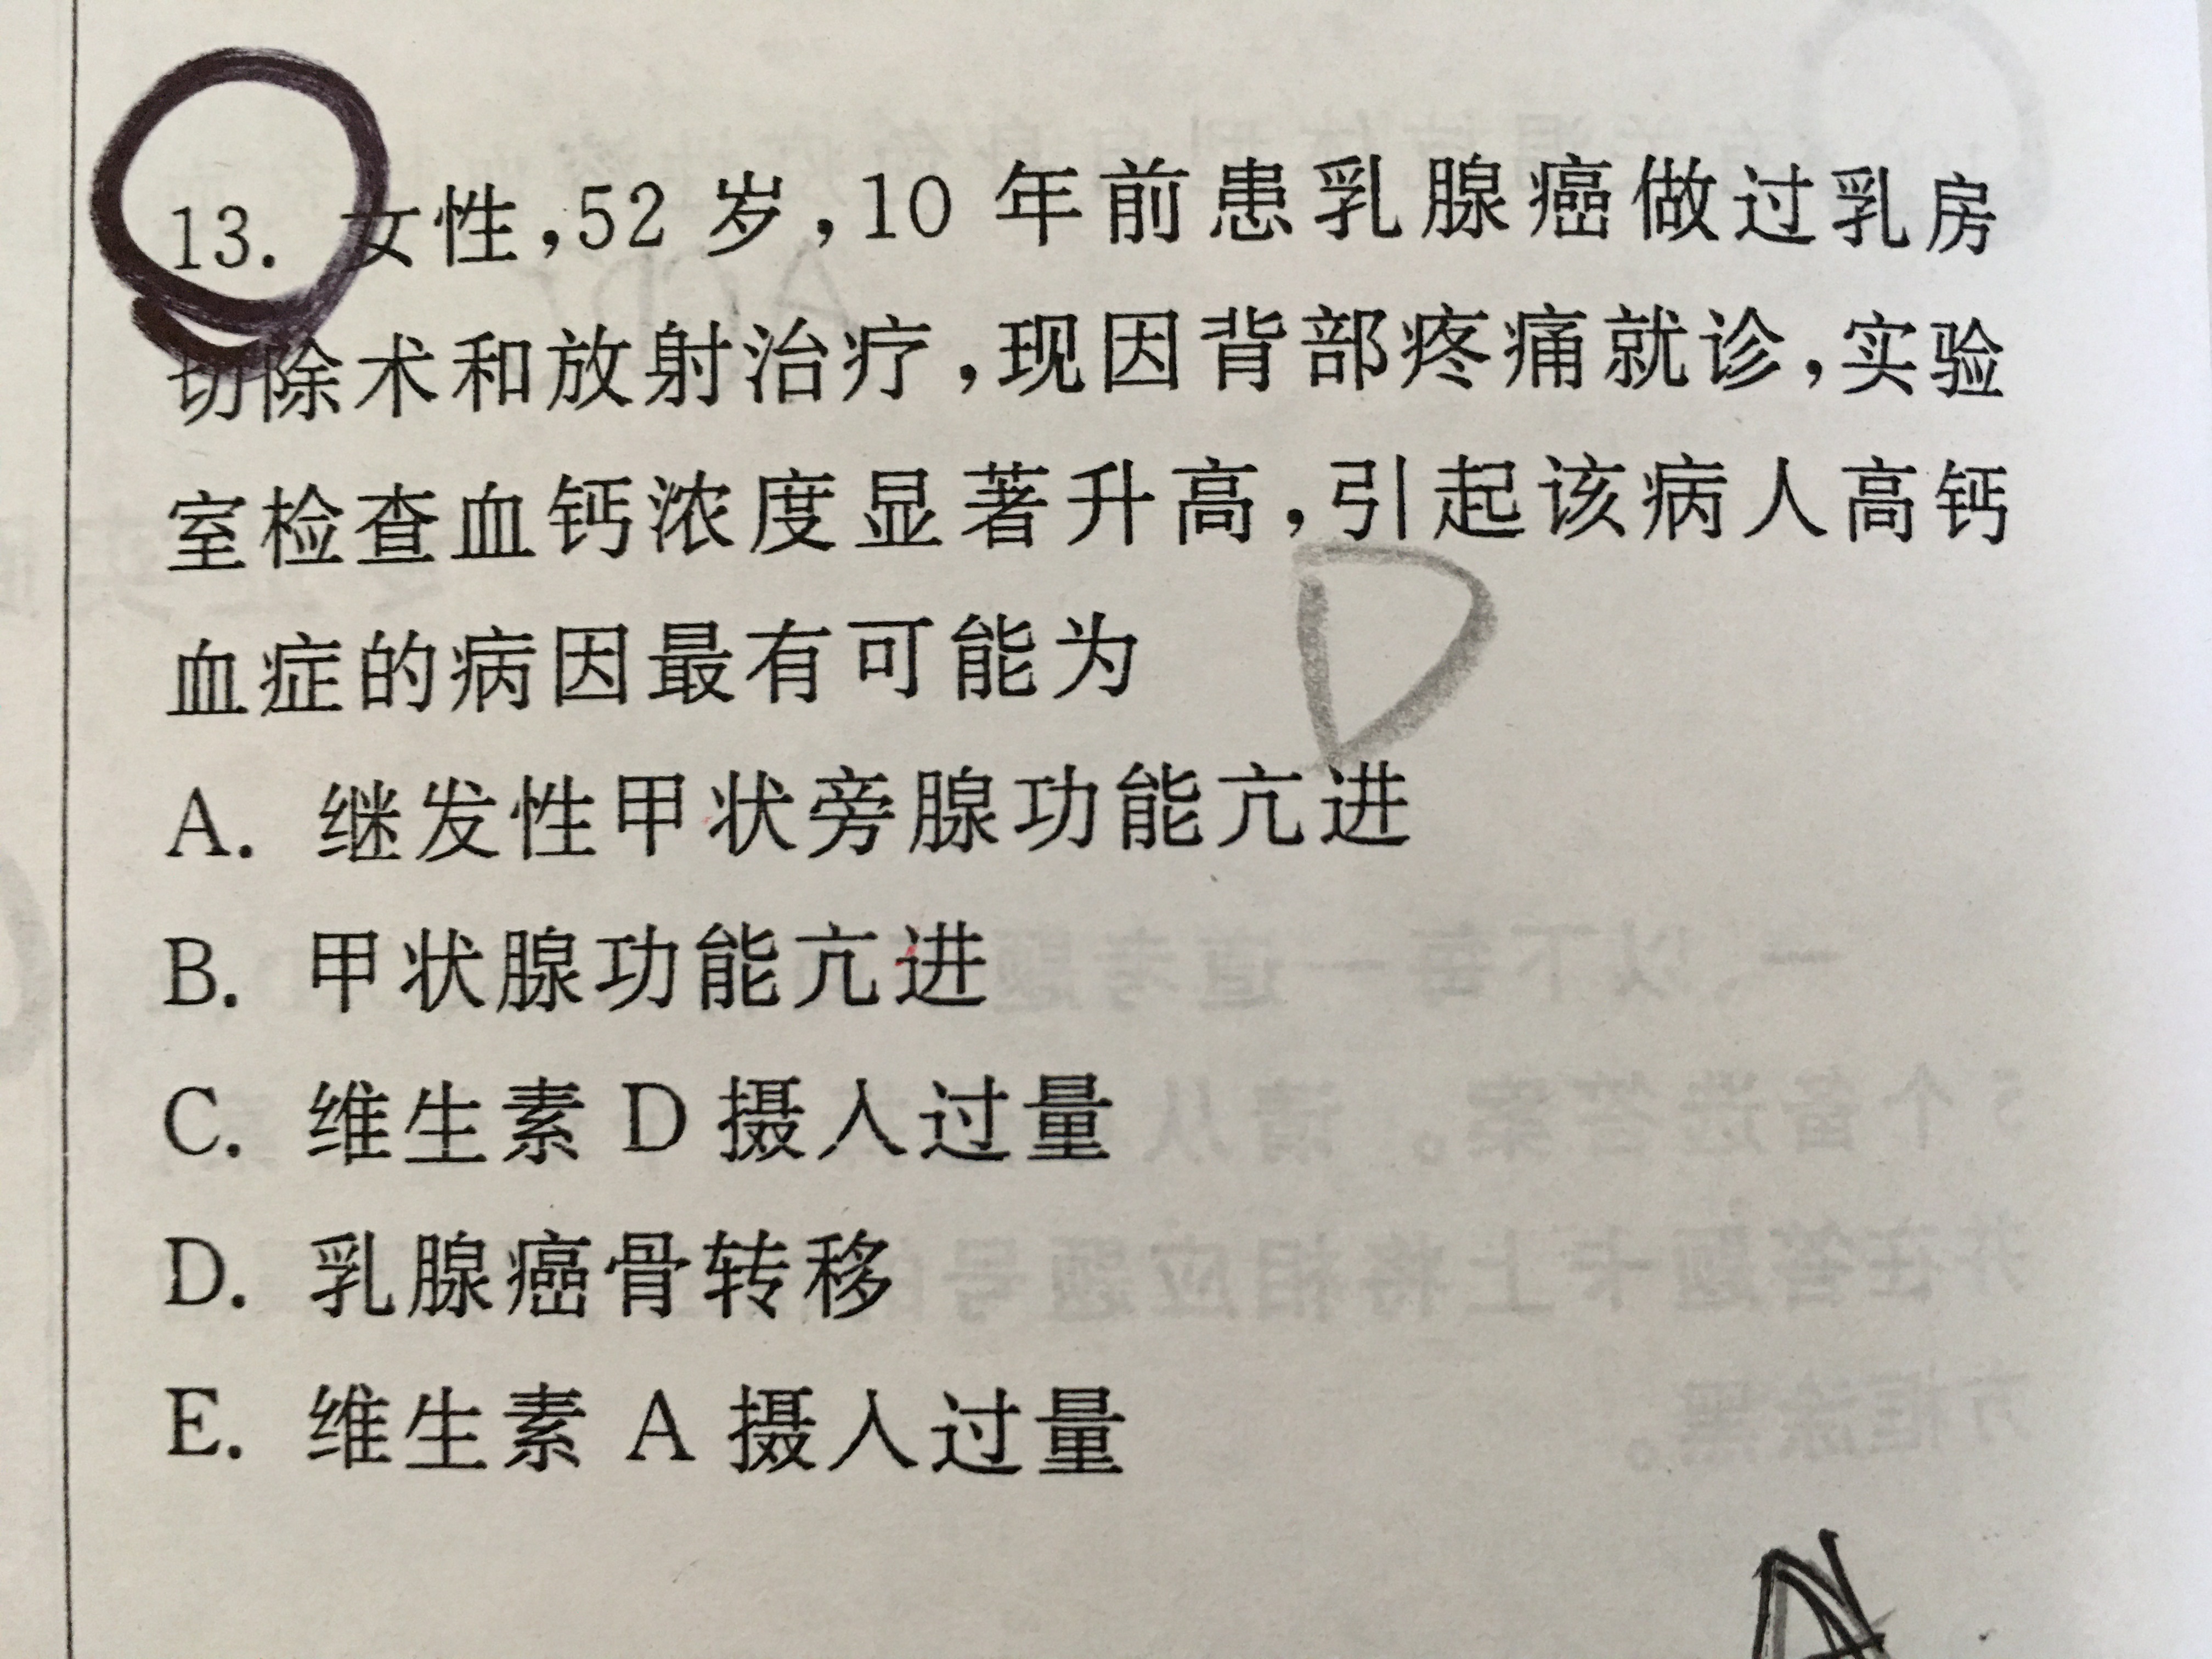 13. 女性,52 岁,10 年前患乳腺癌做过乳房
切除术和放射治疗,现因背部疼痛就诊,实验
室检查血钙浓度显著升高,引起该病人高钙
血症的病因最有可能为
A. 继发性甲状旁腺功能亢进
B. 甲状腺功能亢进
C. 维生素 D 摄人过量
D. 乳腺癌骨转移
E. 维生素 A 摄人过量